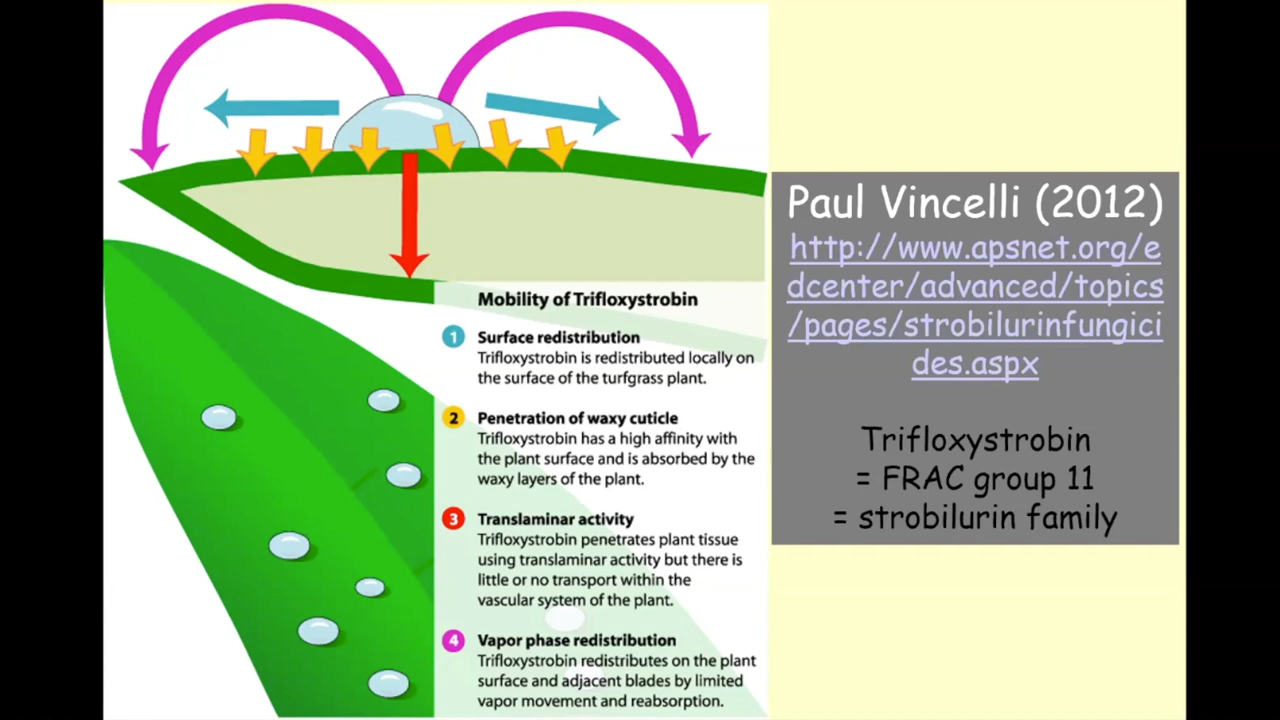 Mobility of Trifloxystrobin
1 Surface redistribution
Trifloxystrobin is redistributed locally on
the surface of the turfgrass plant.
2 Penetration of waxy cuticle
Trifloxystrobin has a high affinity with
the plant surface and is absorbed by the
waxy layers of the plant.
3 Translaminar activity
Trifloxystrobin penetrates plant tissue
using translaminar activity but there is
little or no transport within the
vascular system of the plant.
4 Vapor phase redistribution
Trifloxystrobin redistributes on the plant
surface and adjacent blades by limited
vapor movement and reabsorption.
Paul Vincelli (2012)
http://www.apsnet.org/e
dcenter/advanced/topics
/pages/strobilurinfungici
des.aspx
Trifloxystrobin
= FRAC group 11
= strobilurin family